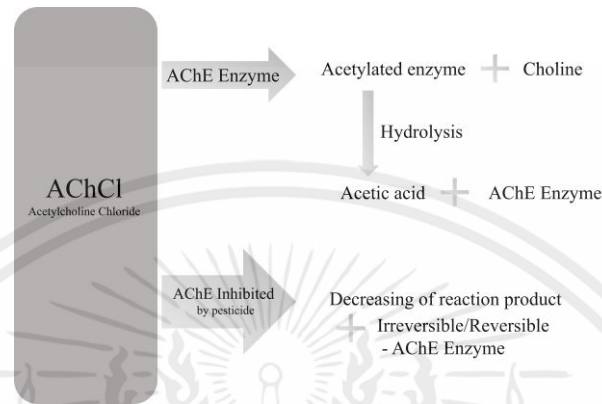 AChCl
Acetylcholine Chloride
AChE Enzyme
Acetylated enzyme + Choline
Hydrolysis
Acetic acid + AChE Enzyme
AChE Inhibited
by pesticide
Decreasing of reaction product
+ Irreversible/Reversible
- AChE Enzyme